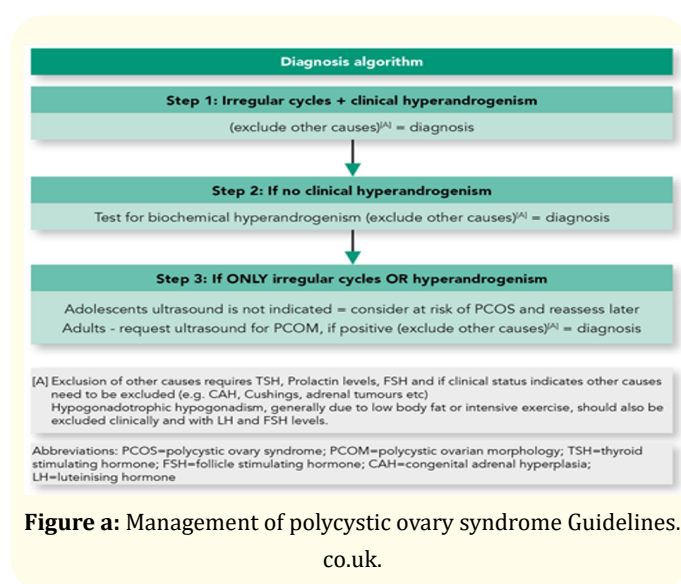 Diagnosis algorithm
Step 1: Irregular cycles + clinical hyperandrogenism
(exclude other causes)[A] = diagnosis
Step 2: If no clinical hyperandrogenism
Test for biochemical hyperandrogenism (exclude other causes)[A] = diagnosis
Step 3: If ONLY irregular cycles OR hyperandrogenism
Adolescents ultrasound is not indicated = consider at risk of PCOS and reassess later
Adults - request ultrasound for PCOM, if positive (exclude other causes)[A] = diagnosis
[A] Exclusion of other causes requires TSH, Prolactin levels, FSH and if clinical status indicates other causes
need to be excluded (e.g. CAH, Cushings, adrenal tumours etc)
Hypogonadotrophic hypogonadism, generally due to low body fat or intensive exercise, should also be
excluded clinically and with LH and FSH levels.
Abbreviations: PCOS=polycystic ovary syndrome; PCOM=polycystic ovarian morphology; TSH=thyroid
stimulating hormone; FSH=follicle stimulating hormone; CAH=congenital adrenal hyperplasia;
LH=luteinising hormone
Figure a: Management of polycystic ovary syndrome Guidelines.
co.uk.